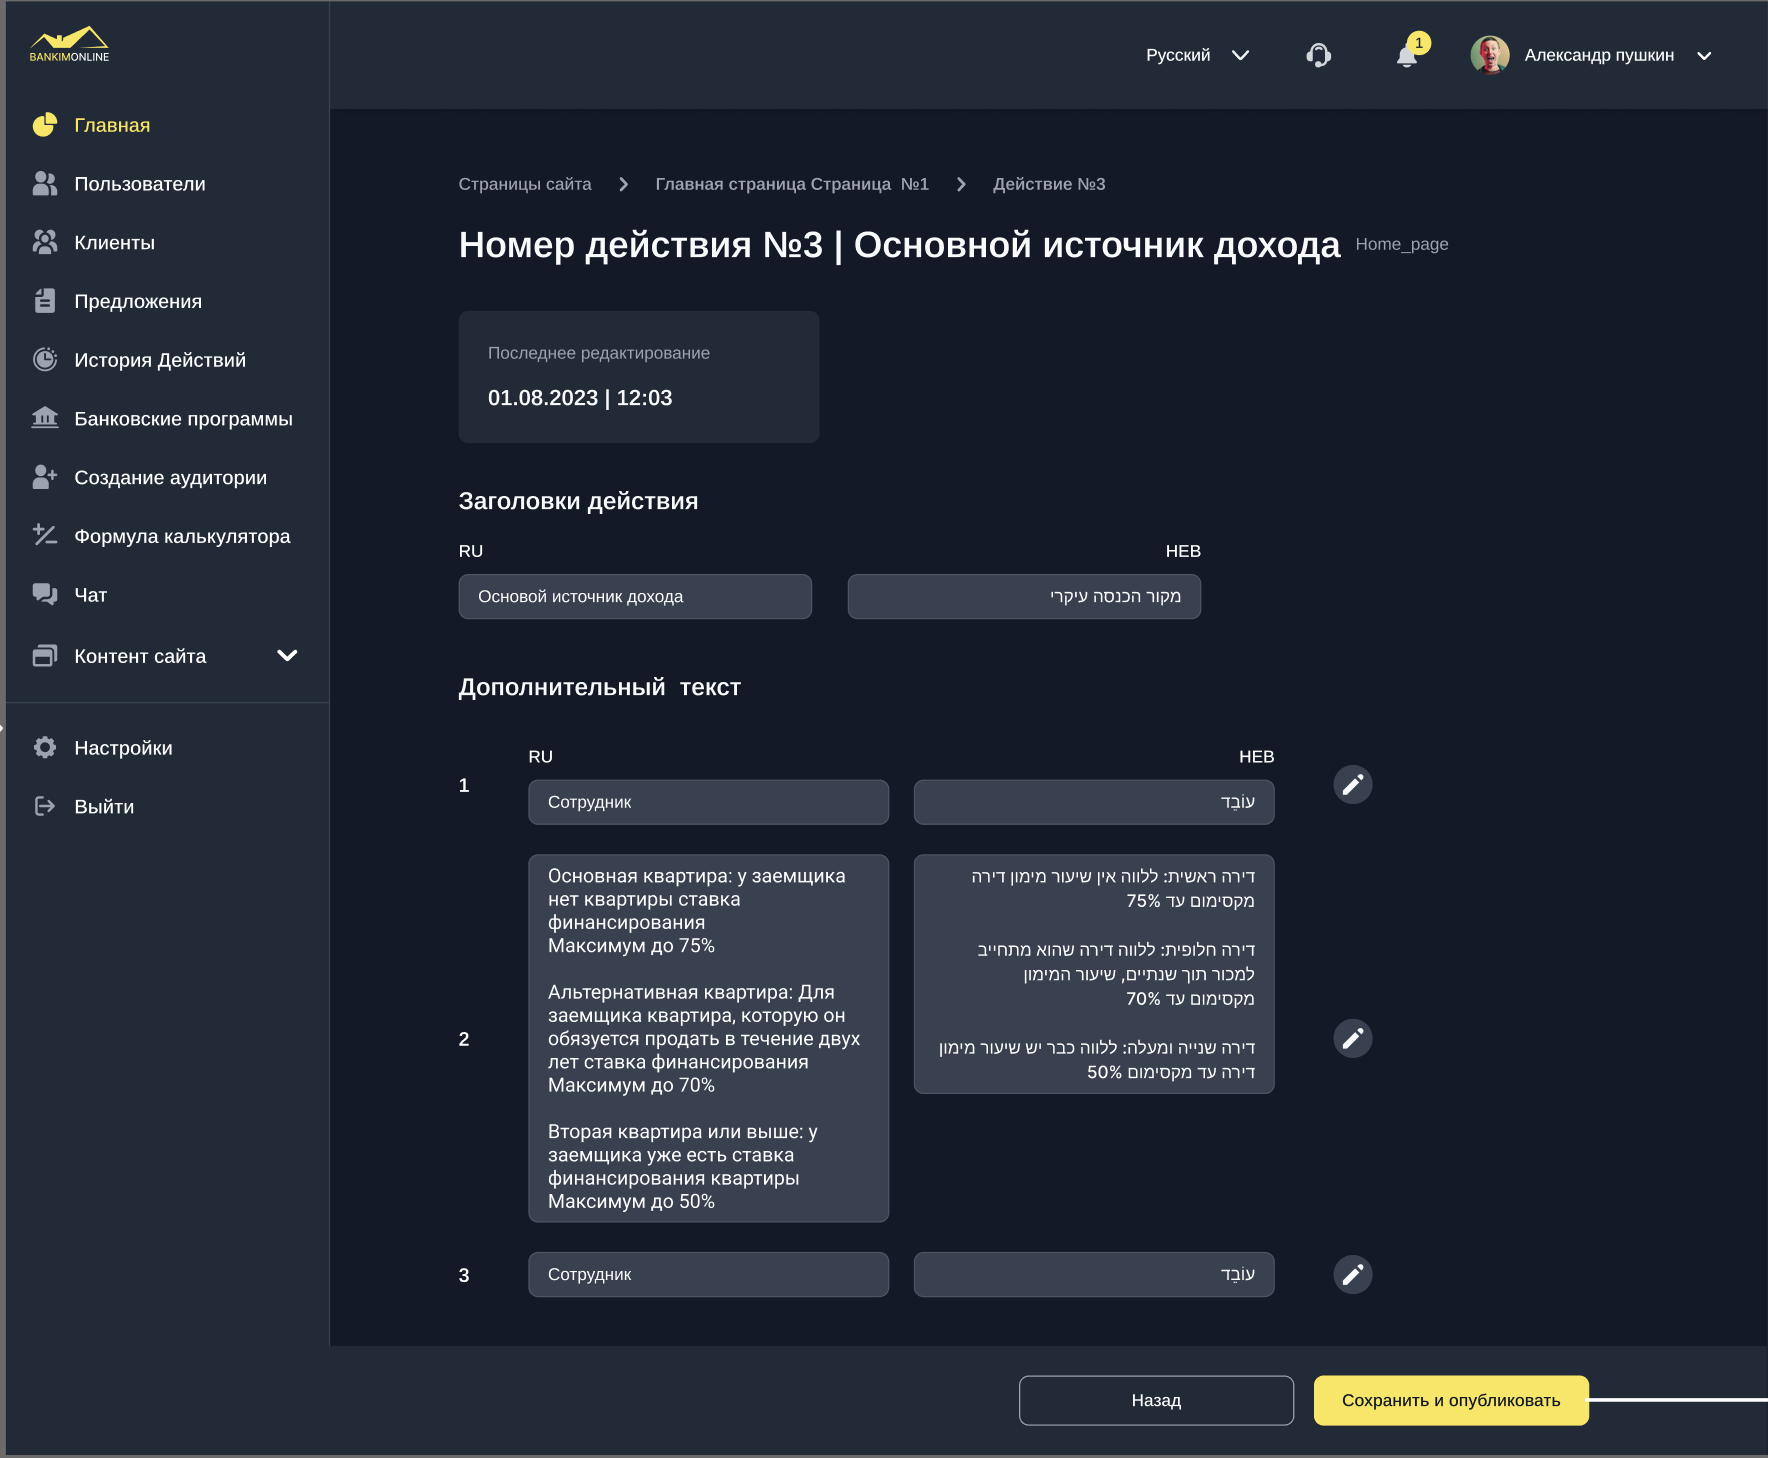 BANKIMONLINE
Русский
1
Александр пушкин
Главная
Пользователи
Клиенты
Предложения
История Действий
Банковские программы
Создание аудитории
Формула калькулятора
Чат
Контент сайта
Настройки
Выйти
Страницы сайта
Главная страница Страница №1
Действие №3
Номер действия №3 | Основной источник дохода
Home_page
Последнее редактирование
01.08.2023 | 12:03
Заголовки действия
RU
HEB
Основой источник дохода
מקור הכנסה עיקרי
Дополнительный текст
RU
HEB
1
Сотрудник
עוֹבֵד
2
Основная квартира: у заемщика
нет квартиры ставка
финансирования
Максимум до 75%
Альтернативная квартира: Для
заемщика квартира, которую он
обязуется продать в течение двух
лет ставка финансирования
Максимум до 70%
Вторая квартира или выше: у
заемщика уже есть ставка
финансирования квартиры
Максимум до 50%
דירה ראשית: ללווה אין שיעור מימון דירה
מקסימום עד 75%
דירה חלופית: ללווה דירה שהוא מתחייב
למכור תוך שנתיים, שיעור המימון
מקסימום עד 70%
דירה שנייה ומעלה: ללווה כבר יש שיעור מימון
דירה עד מקסימום 50%
3
Сотрудник
עוֹבֵד
Назад
Сохранить и опубликовать